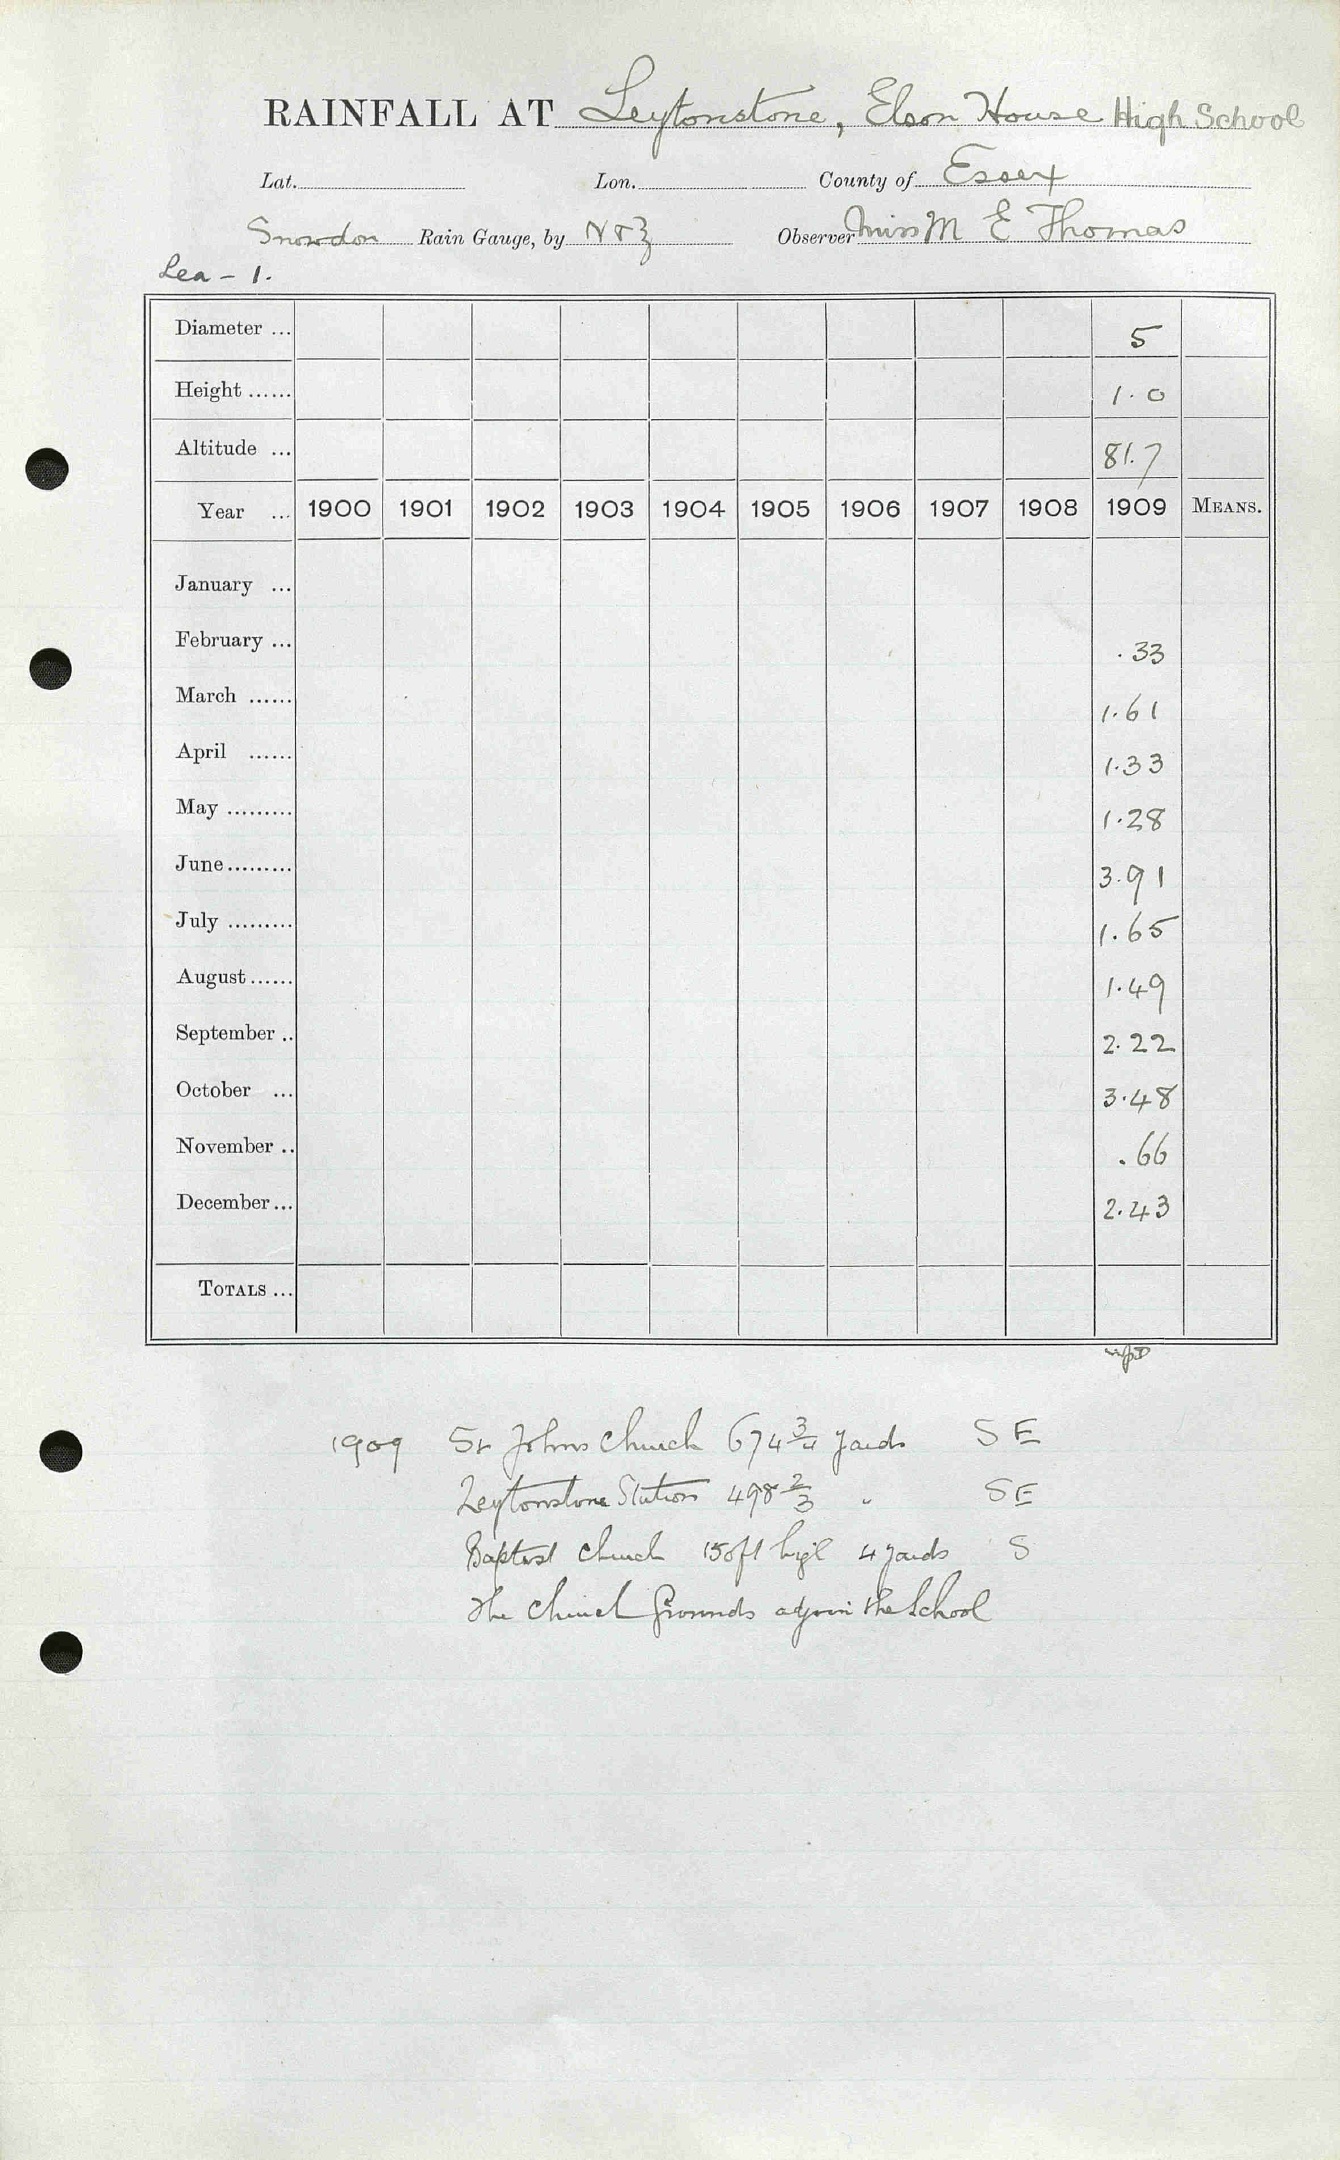 RAINFALL AT Leytonstone, Elson House High School
Lat. Lon. County of Essex
Snowdon Rain Gauge, by N & Z Observer Miss M E Thomas
Lea - 1.
Diameter ... 5
Height ...... 1.0
Altitude ... 81.7
Year ... 1900 1901 1902 1903 1904 1905 1906 1907 1908 1909 MEANS.
January ...
February ... .33
March ...... 1.61
April ...... 1.33
May ......... 1.28
June......... 3.91
July ......... 1.65
August...... 1.49
September .. 2.22
October ... 3.48
November .. .66
December... 2.43
TOTALS ...
1909 St Johns Church 674 3/4 yards S E
Leytonstone Station 498 2/3 " S E
Baptist Church 150ft high 4 yards S
The Church Grounds adjoin the School